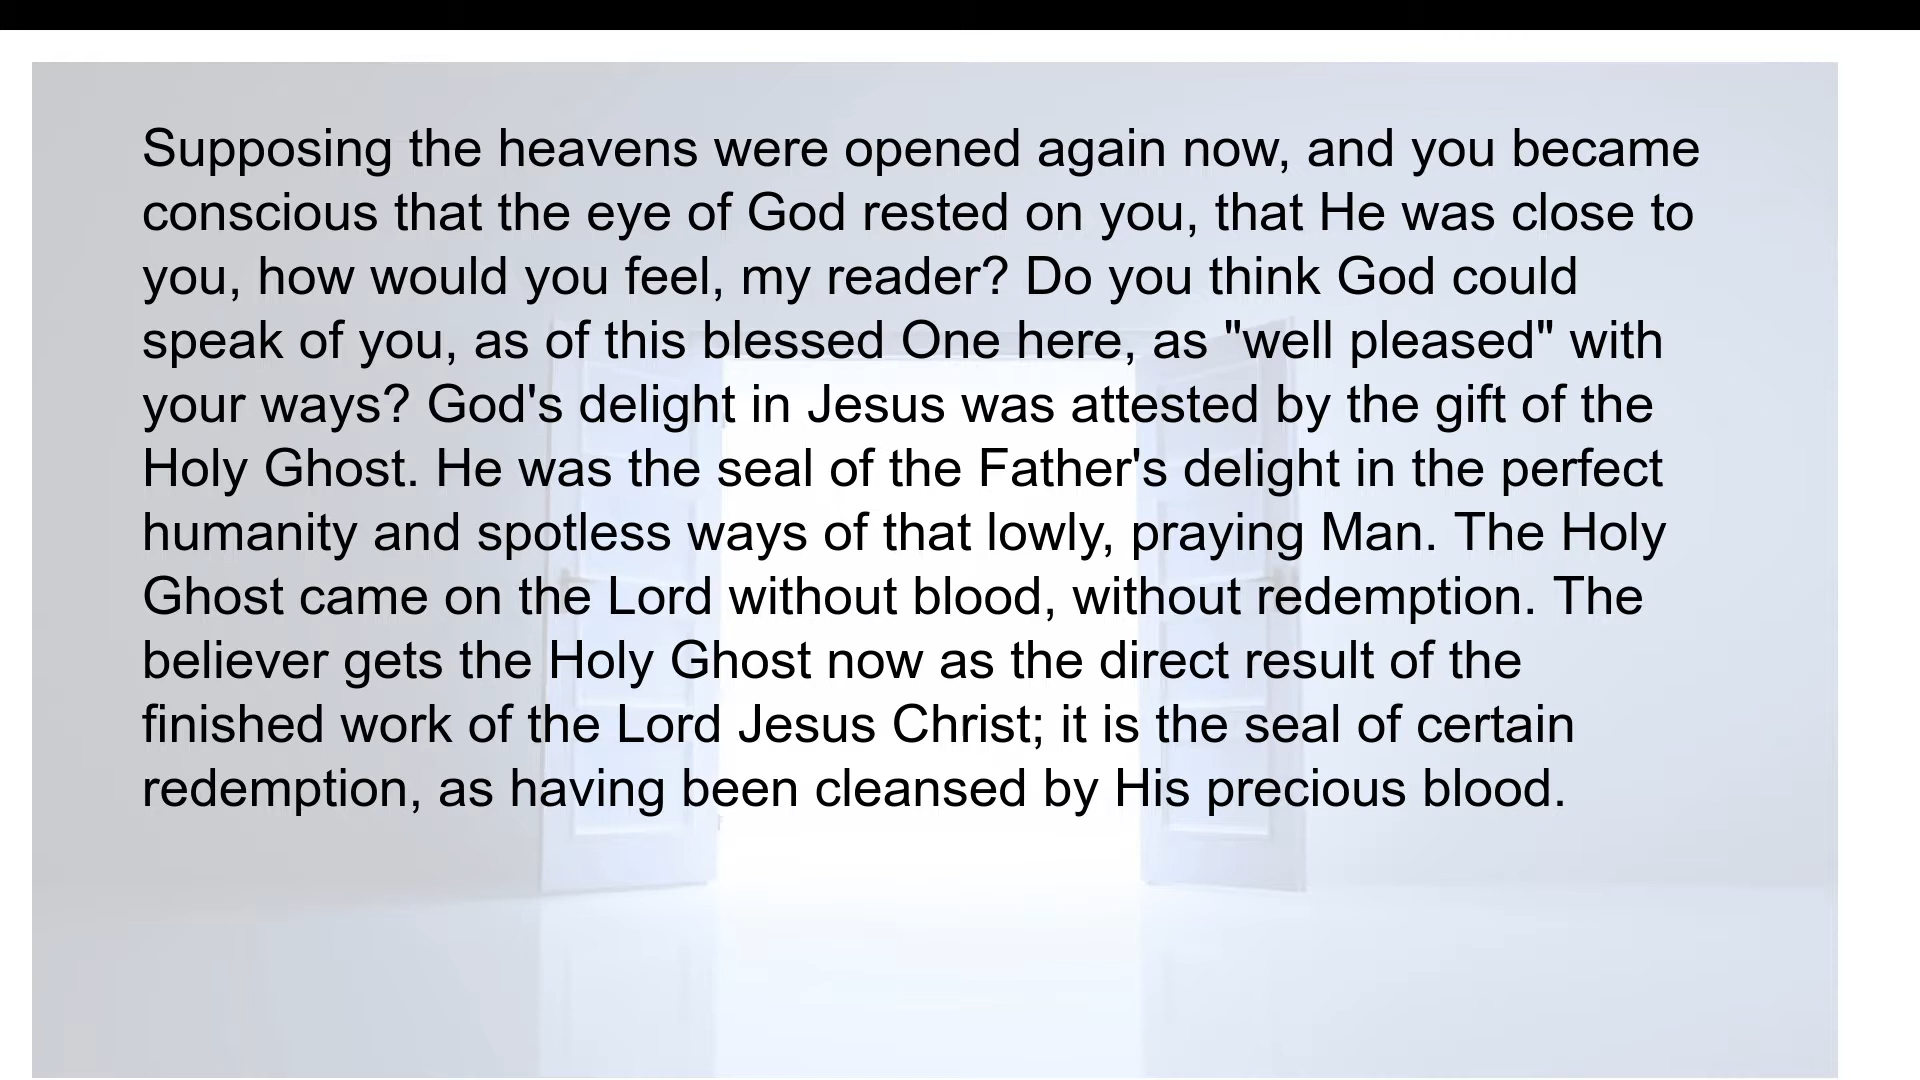 Supposing the heavens were opened again now, and you became
conscious that the eye of God rested on you, that He was close to
you, how would you feel, my reader? Do you think God could
speak of you, as of this blessed One here, as "well pleased" with
your ways? God's delight in Jesus was attested by the gift of the
Holy Ghost. He was the seal of the Father's delight in the perfect
humanity and spotless ways of that lowly, praying Man. The Holy
Ghost came on the Lord without blood, without redemption. The
believer gets the Holy Ghost now as the direct result of the
finished work of the Lord Jesus Christ; it is the seal of certain
redemption, as having been cleansed by His precious blood.